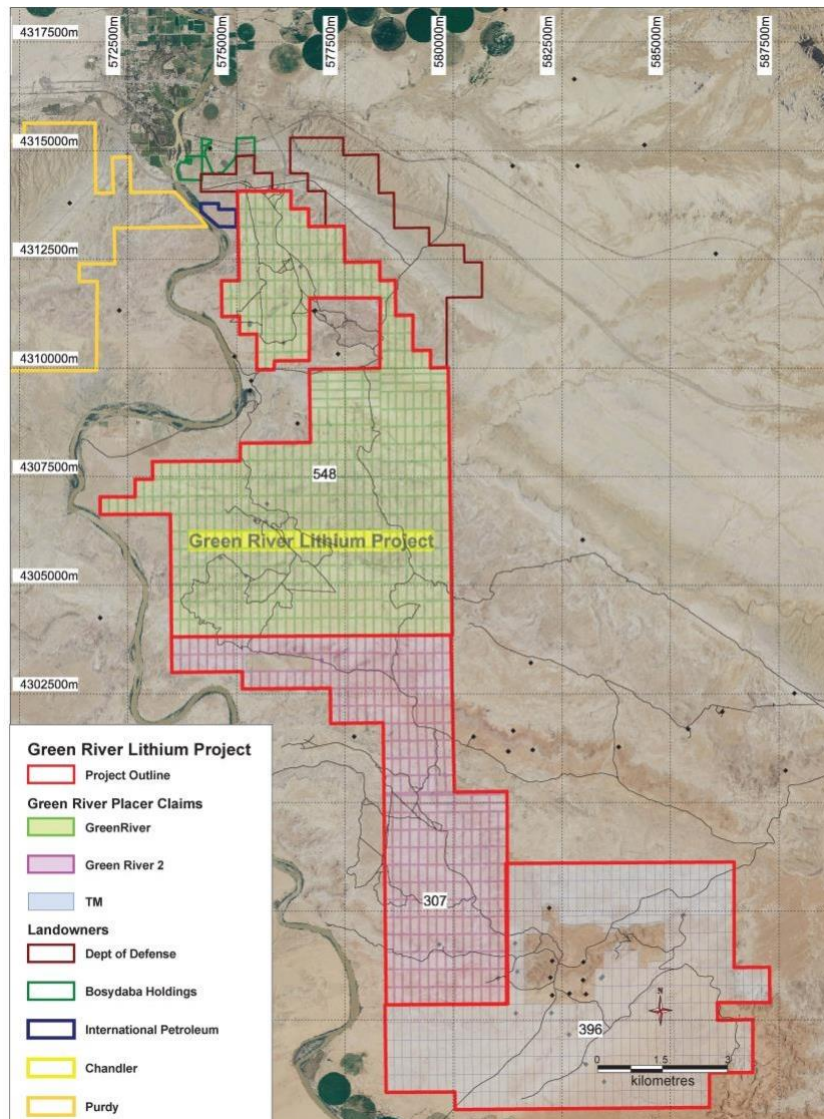 4317500m
572500m
575000m
577500m
580000m
582500m
585000m
587500m
4315000m
4312500m
4310000m
4307500m
548
Green River Lithium Project
4305000m
4302500m
Green River Lithium Project
Project Outline
Green River Placer Claims
GreenRiver
Green River 2
TM
Landowners
Dept of Defense
Bosydaba Holdings
International Petroleum
Chandler
Purdy
307
N
396
0 1.5 3
kilometres